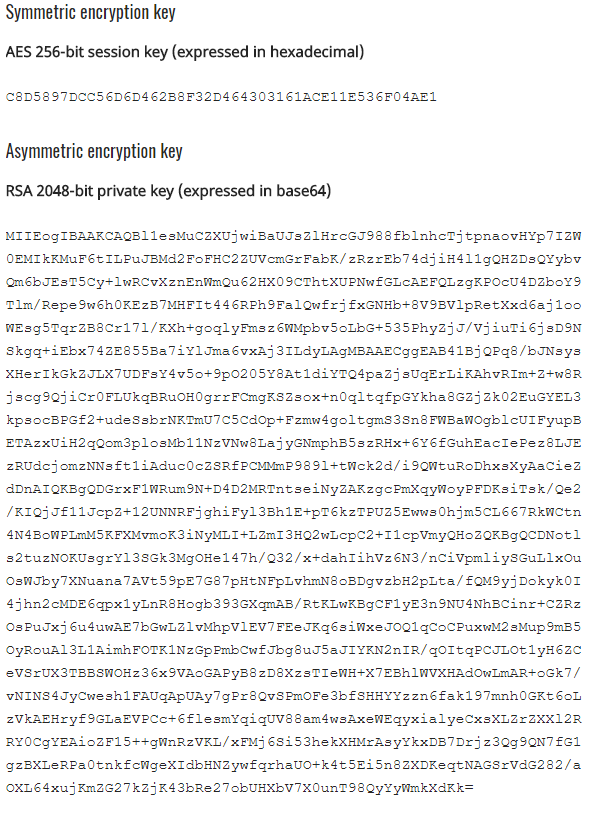 Symmetric encryption key
AES 256-bit session key (expressed in hexadecimal)
C8D5897DCC56D6D462B8F32D464303161ACE11E536F04AE1
Asymmetric encryption key
RSA 2048-bit private key (expressed in base64)
MIIEogIBAAKCAQBl1esMuCZXUjwiBaUJsZlHrcGJ988fblnhcTjtpnaovHYp7IZW
0EMIkKMuF6tILPuJBMd2FoFHC2ZUVcmGrFabK/zRzrEb74djiH4l1gQHZDsQYybv
Qm6bJEsT5Cy+lwRCvXznEnWmQu62HX09CThtXUPNwfGLcAEFQLzgKPOcU4DZboY9
Tlm/Repe9w6h0KEzB7MHFIt446RPh9FalQwfrjfxGNHb+8V9BVlpRetXxd6aj1oo
WEsg5TqrZB8Cr17l/KXh+goqlyFmsz6WMpbv5oLbG+535PhyZjJ/VjiuTi6jsD9N
Skgq+iEbx74ZE855Ba7iYlJma6vxAj3ILdyLAgMBAAECggEAB41BjQPq8/bJNsys
XHerIkGkZJLX7UDFsY4v5o+9pO205Y8At1diYTQ4paZjsUqErLiKAhvRIm+Z+w8R
jscg9QjiCr0FLUkqBRuOH0grrFCmgKSZsox+n0qltqfpGYkha8GZjZk02EuGYEL3
kpsocBPGf2+udeSsbrNKTmU7C5CdOp+Fzmw4goltgmS3Sn8FWBaWOgblcUIFyupB
ETAzxUiH2qQom3plosMb11NzVNw8LajyGNmphB5szRHx+6Y6fGuhEacIePez8LJE
zRUdcjomzNNsft1iAduc0cZSRfPCMMmP989l+tWck2d/i9QWtuRoDhxsXyAaCieZ
dDnAIQKBgQDGrxF1WRum9N+D4D2MRTntseiNyZAKzgcPmXqyWoyPFDKsiTsk/Qe2
/KIQjJf11JcpZ+12UNNRFjghiFyl3Bh1E+pT6kzTPUZ5Ewws0hjm5CL667RkWCtn
4N4BoWPLmM5KFXMvmoK3iNyMLI+LZmI3HQ2wLcpC2+I1cpVmyQHoZQKBgQCDNotl
s2tuzNOKUsgrYl3SGk3MgOHe147h/Q32/x+dahIihVz6N3/nCiVpmliySGuLlxOu
OsWJby7XNuana7AVt59pE7G87pHtNFpLvhmN8oBDgvzbH2pLta/fQM9yjDokyk0I
4jhn2cMDE6qpx1yLnR8Hogb393GXqmAB/RtKLwKBgCF1yE3n9NU4NhBCinr+CZRz
OsPuJxj6u4uwAE7bGwLZlvMhpVlEV7FEeJKq6siWxeJOQ1qCoCPuxwM2sMup9mB5
OyRouAl3L1AimhFOTK1NzGpPmbCwfJbg8uJ5aJIYKN2nIR/qOItqPCJLOt1yH6ZC
eVSrUX3TBBSWOHz36x9VAoGAPyB8zD8XzsTIeWH+X7EBhlWVXHAdOwLmAR+oGk7/
vNINS4JyCwesh1FAUqApUAy7gPr8QvSPmOFe3bfSHHYYzzn6fak197mnh0GKt6oL
zVkAEHryf9GLaEVPCc+6flesmYqiqUV88am4wsAxeWEqyxialyeCxsXLZrZXXl2R
RY0CgYEAioZF15++gWnRzVKL/xFMj6Si53hekXHMrAsyYkxDB7Drjz3Qg9QN7fG1
gzBXLeRPa0tnkfcWgeXIdbHNZywfqrhaUO+k4t5Ei5n8ZXDKeqtNAGSrVdG282/a
OXL64xujKmZG27kZjK43bRe27obUHXbV7X0unT98QyYyWmkXdKk=